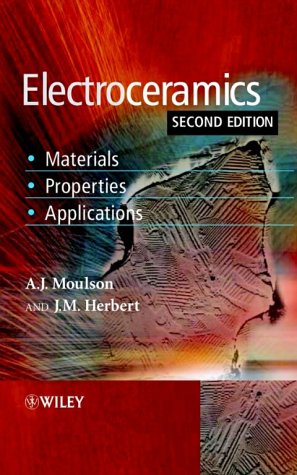 Electroceramics
SECOND EDITION
• Materials
• Properties
• Applications
A.J. Moulson
AND J.M. Herbert
WILEY